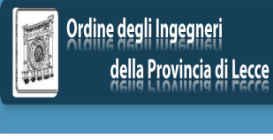 Ordine degli Ingegneri
della Provincia di Lecce